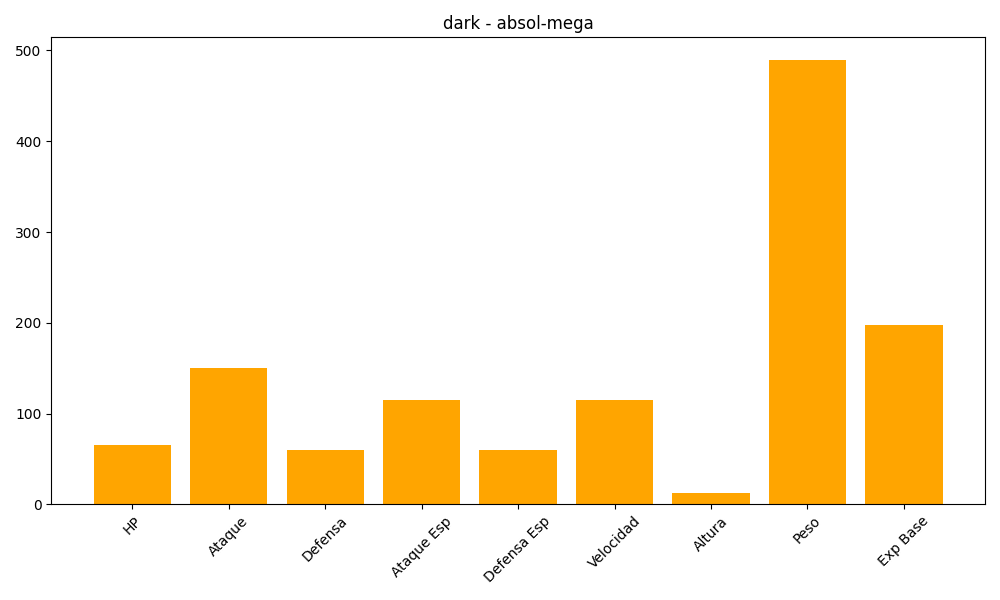 dark - absol-mega
500
400
300
200
100
0
HP
Ataque
Defensa
Ataque Esp
Defensa Esp
Velocidad
Altura
Peso
Exp Base